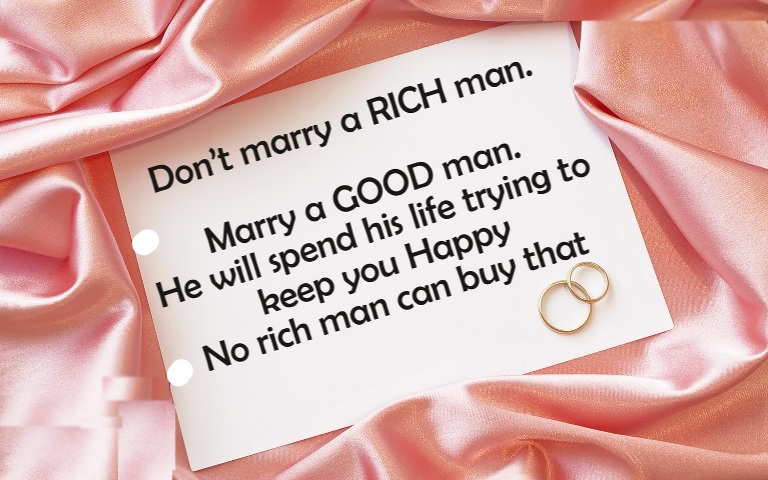 Don't marry a RICH man.
Marry a GOOD man.
He will spend his life trying to
keep you Happy
No rich man can buy that